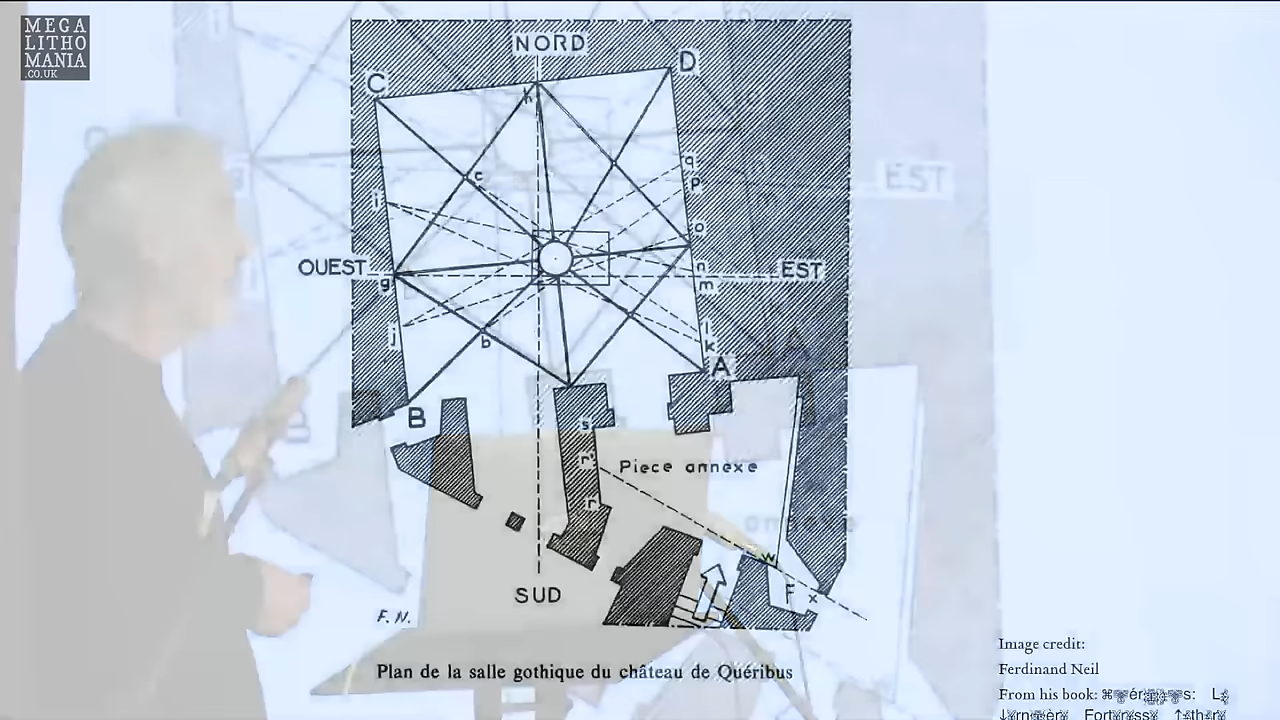 MEGA
LITHO
MANIA
.CO.UK
NORD
C
D
h
c
q
p
i
o
OUEST
EST
EST
g
n
m
j
l
b
k
A
B
s
r'
Piece annexe
r
w
F
x
SUD
F. N.
Plan de la salle gothique du château de Quéribus
Image credit:
Ferdinand Neil
From his book: